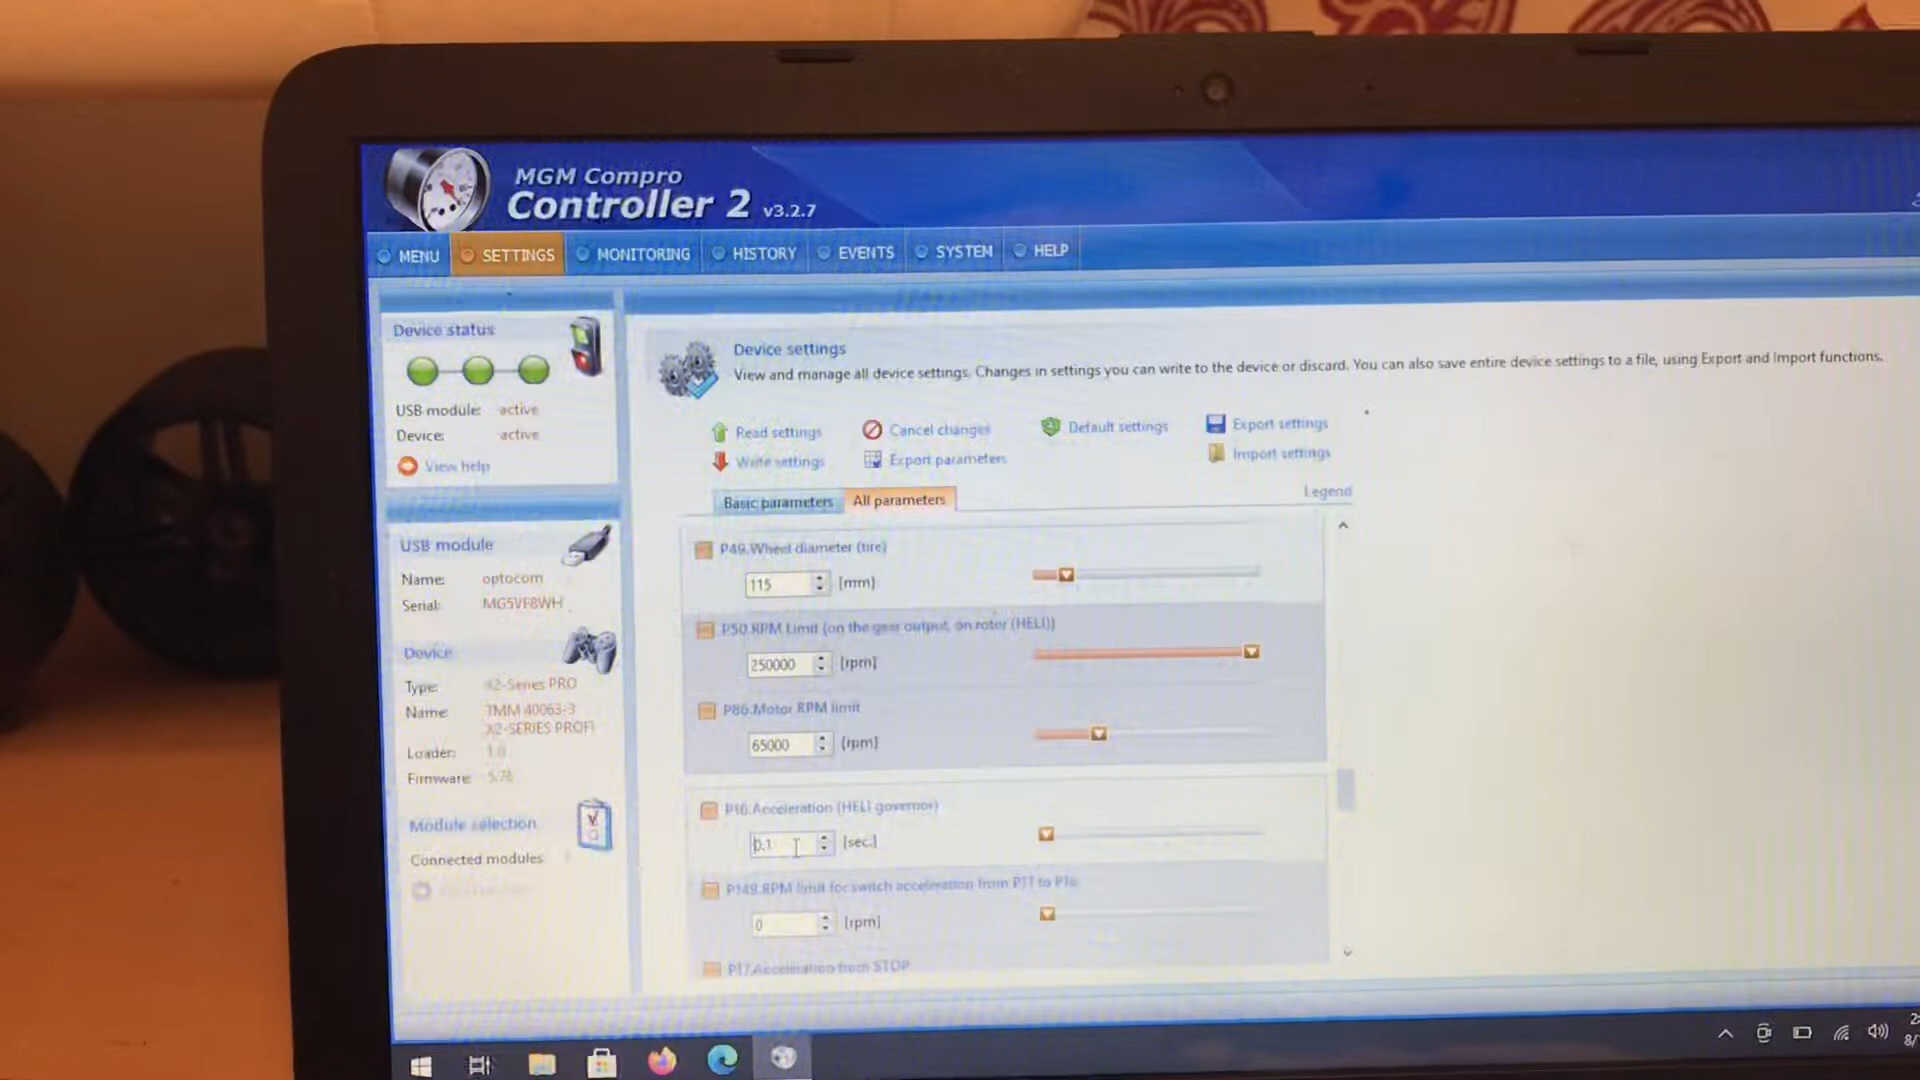 MGM Compro
Controller 2 v3.2.7
MENU SETTINGS MONITORING HISTORY EVENTS SYSTEM HELP
Device status
USB module: active
Device: active
View help
USB module
Name: optocom
Serial: MG5VF8WH
Device
Type: X2-Series PRO
Name: TMM 40063-3
X2-SERIES PROFI
Loader: 1.0
Firmware: 5.76
Module selection
Connected modules
Device settings
View and manage all device settings. Changes in settings you can write to the device or discard. You can also save entire device settings to a file, using Export and Import functions.
Read settings Cancel changes Default settings Export settings
Write settings Export parameters Import settings
Basic parameters All parameters Legend
P49.Wheel diameter (tire)
115 [mm]
P50.RPM Limit (on the gear output, on rotor (HELI))
250000 [rpm]
P86.Motor RPM limit
65000 [rpm]
P16.Acceleration (HELI governor)
0.1 [sec.]
P149.RPM limit for switch acceleration from P17 to P16
0 [rpm]
P17.Acceleration from STOP